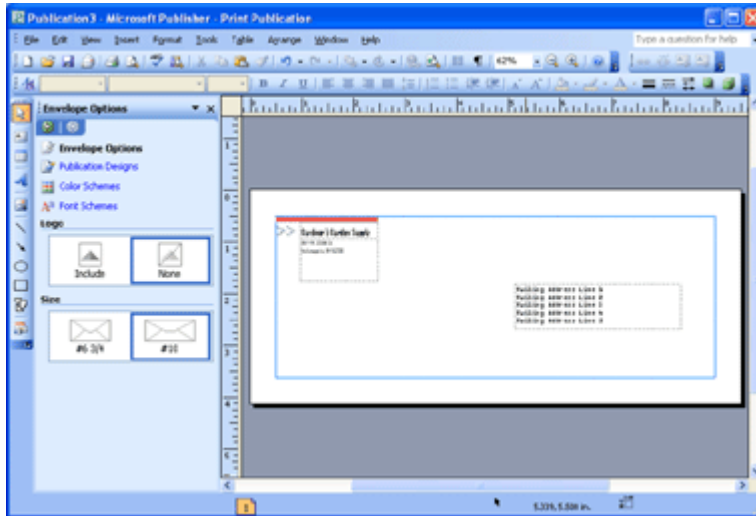 Publication3 - Microsoft Publisher - Print Publication
File Edit View Insert Format Tools Table Arrange Window Help
Type a question for help
62%
Envelope Options
Envelope Options
Publication Designs
Color Schemes
Font Schemes
Logo
Include
None
Size
#6 3/4
#10
>> Gardener's Garden Supply
Mailing Address Line 1
Mailing Address Line 2
Mailing Address Line 3
Mailing Address Line 4
Mailing Address Line 5
1